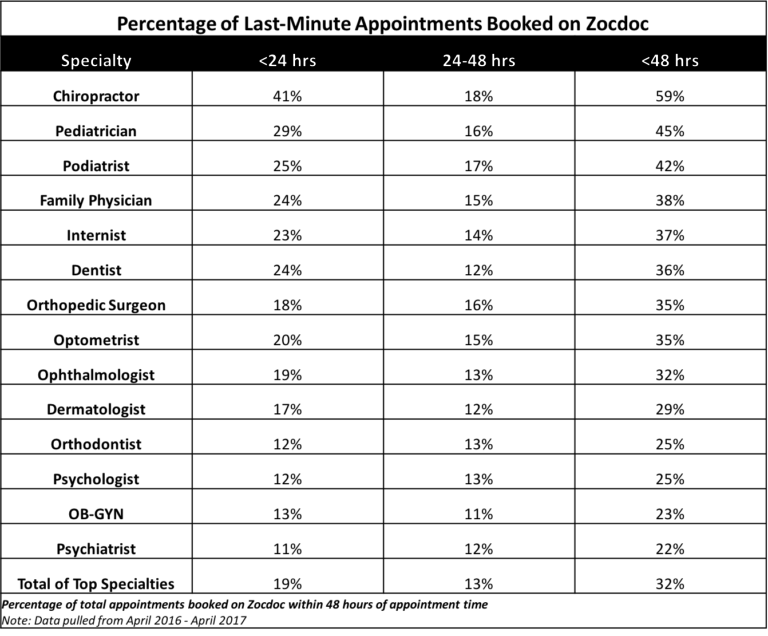 Percentage of Last-Minute Appointments Booked on Zocdoc
Specialty <24 hrs 24-48 hrs <48 hrs
Chiropractor 41% 18% 59%
Pediatrician 29% 16% 45%
Podiatrist 25% 17% 42%
Family Physician 24% 15% 38%
Internist 23% 14% 37%
Dentist 24% 12% 36%
Orthopedic Surgeon 18% 16% 35%
Optometrist 20% 15% 35%
Ophthalmologist 19% 13% 32%
Dermatologist 17% 12% 29%
Orthodontist 12% 13% 25%
Psychologist 12% 13% 25%
OB-GYN 13% 11% 23%
Psychiatrist 11% 12% 22%
Total of Top Specialties 19% 13% 32%
Percentage of total appointments booked on Zocdoc within 48 hours of appointment time
Note: Data pulled from April 2016 - April 2017